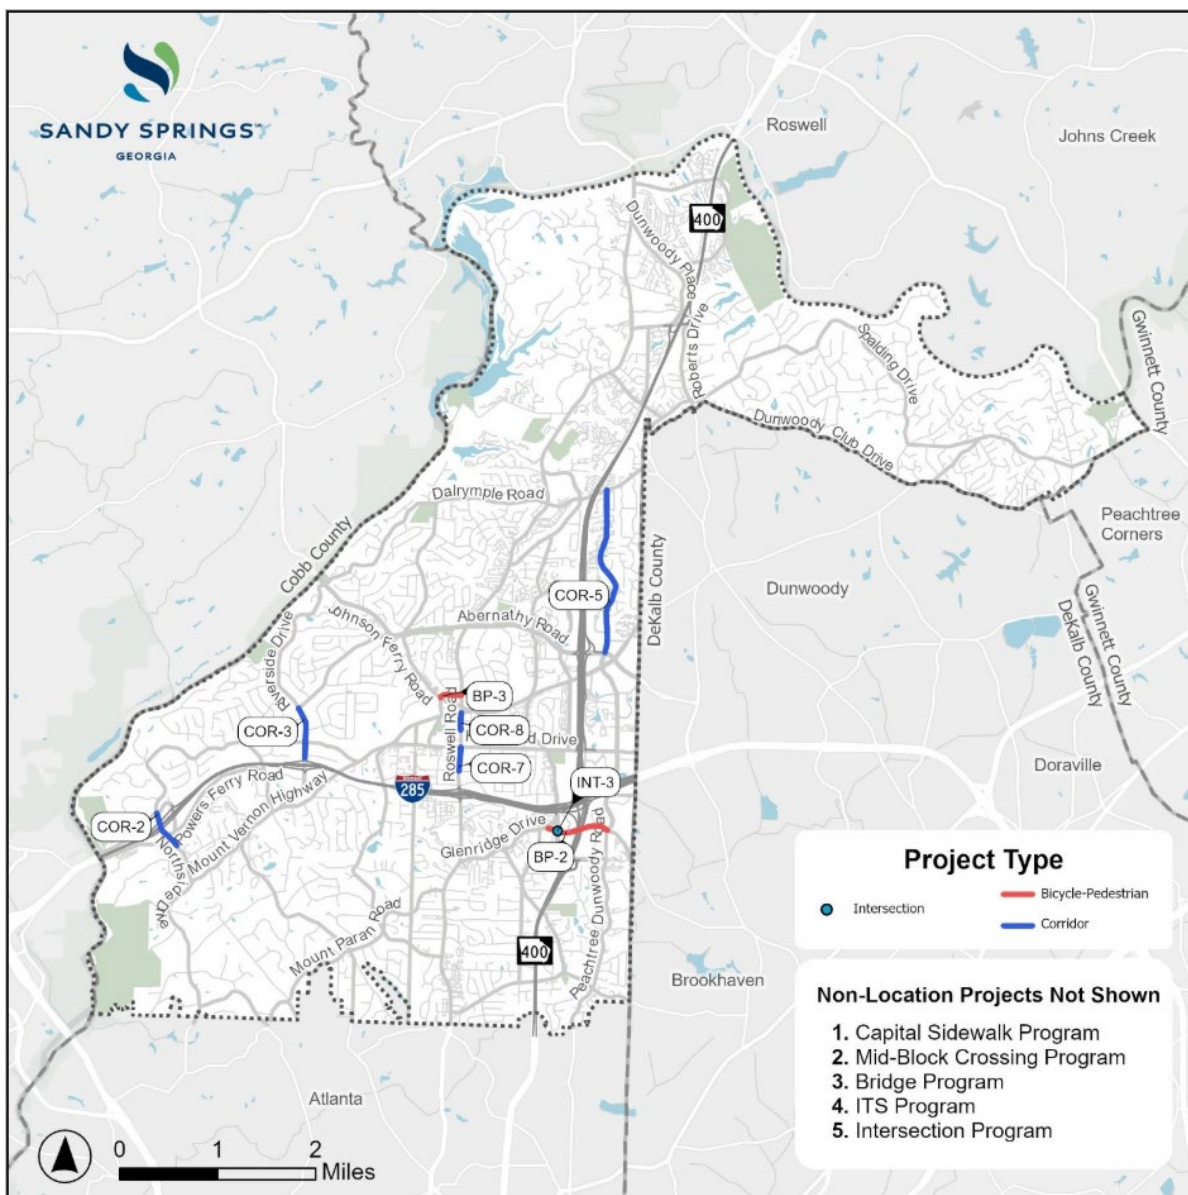 SANDY SPRINGS™
GEORGIA
Roswell
Johns Creek
400
Dunwoody Place
Roberts Drive
Spalding Drive
Gwinnett County
Dunwoody Club Drive
Dalrymple Road
Cobb County
Peachtree
Corners
DeKalb County
Dunwoody
COR-5
Abernathy Road
Johnson Ferry Road
Riverside Drive
Gwinnett County
DeKalb County
BP-3
COR-3
COR-8
Drive
Roswell Road
COR-7
INT-3
Doraville
285
Powers Ferry Road
Mount Vernon Highway
COR-2
Glenridge Drive
BP-2
Peachtree Dunwoody Road
Mount Paran Road
400
Brookhaven
Atlanta
Project Type
Intersection
Bicycle-Pedestrian
Corridor
Non-Location Projects Not Shown
1. Capital Sidewalk Program
2. Mid-Block Crossing Program
3. Bridge Program
4. ITS Program
5. Intersection Program
0 1 2
Miles